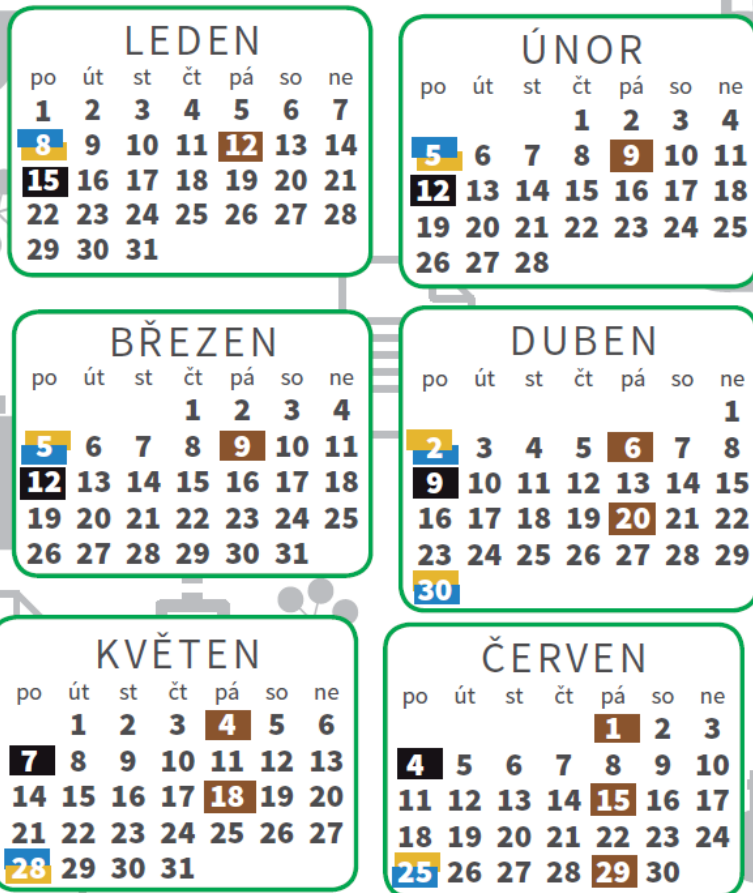 LEDEN
po út st čt pá so ne
1 2 3 4 5 6 7
8 9 10 11 12 13 14
15 16 17 18 19 20 21
22 23 24 25 26 27 28
29 30 31
ÚNOR
po út st čt pá so ne
1 2 3 4
5 6 7 8 9 10 11
12 13 14 15 16 17 18
19 20 21 22 23 24 25
26 27 28
BŘEZEN
po út st čt pá so ne
1 2 3 4
5 6 7 8 9 10 11
12 13 14 15 16 17 18
19 20 21 22 23 24 25
26 27 28 29 30 31
DUBEN
po út st čt pá so ne
1
2 3 4 5 6 7 8
9 10 11 12 13 14 15
16 17 18 19 20 21 22
23 24 25 26 27 28 29
30
KVĚTEN
po út st čt pá so ne
1 2 3 4 5 6
7 8 9 10 11 12 13
14 15 16 17 18 19 20
21 22 23 24 25 26 27
28 29 30 31
ČERVEN
po út st čt pá so ne
1 2 3
4 5 6 7 8 9 10
11 12 13 14 15 16 17
18 19 20 21 22 23 24
25 26 27 28 29 30